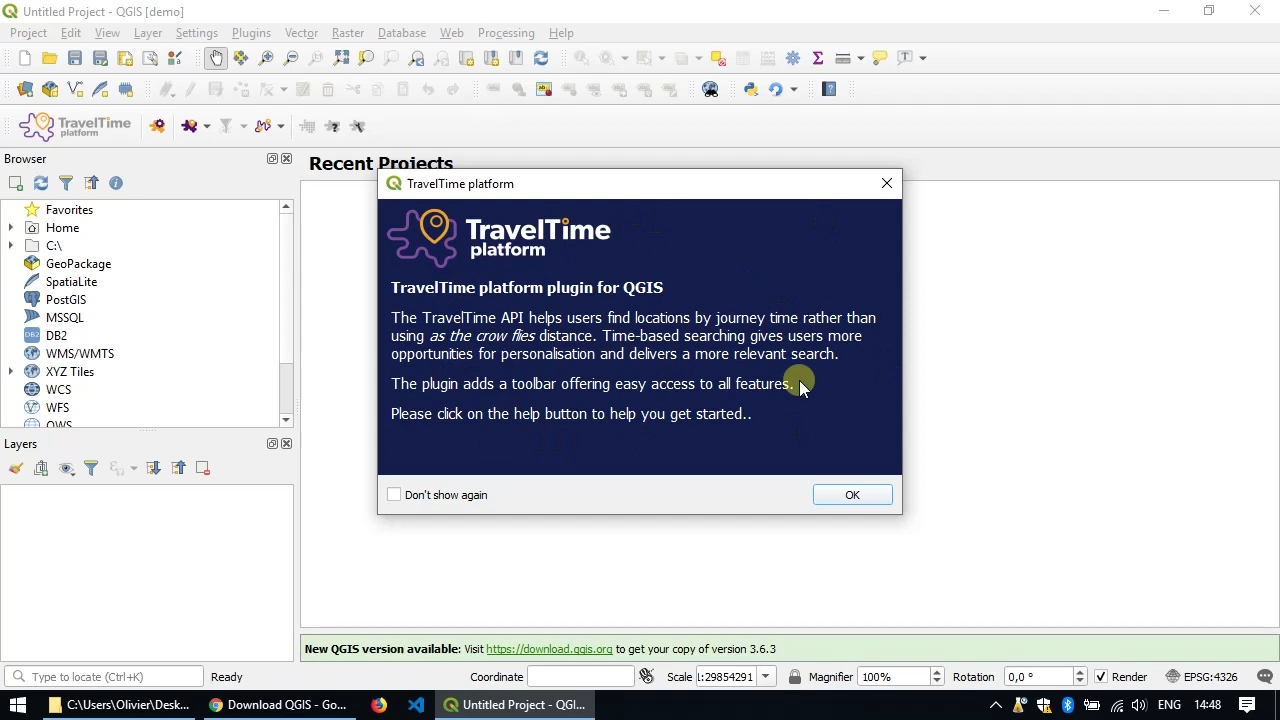 Untitled Project - QGIS [demo]
Project Edit View Layer Settings Plugins Vector Raster Database Web Processing Help
TravelTime
platform
Browser
Recent Projects
Favorites
Home
C:\
GeoPackage
SpatiaLite
PostGIS
MSSQL
DB2
WMS/WMTS
XYZ Tiles
WCS
WFS
OWS
Layers
TravelTime platform
TravelTime
platform
TravelTime platform plugin for QGIS
The TravelTime API helps users find locations by journey time rather than
using as the crow flies distance. Time-based searching gives users more
opportunities for personalisation and delivers a more relevant search.
The plugin adds a toolbar offering easy access to all features.
Please click on the help button to help you get started..
Don't show again
OK
New QGIS version available: Visit https://download.qgis.org to get your copy of version 3.6.3
Type to locate (Ctrl+K) Ready Coordinate Scale 1:29854291 Magnifier 100% Rotation 0,0 ° Render EPSG:4326
C:\Users\Olivier\Desk... Download QGIS - Go... Untitled Project - QGI... ENG 14:48